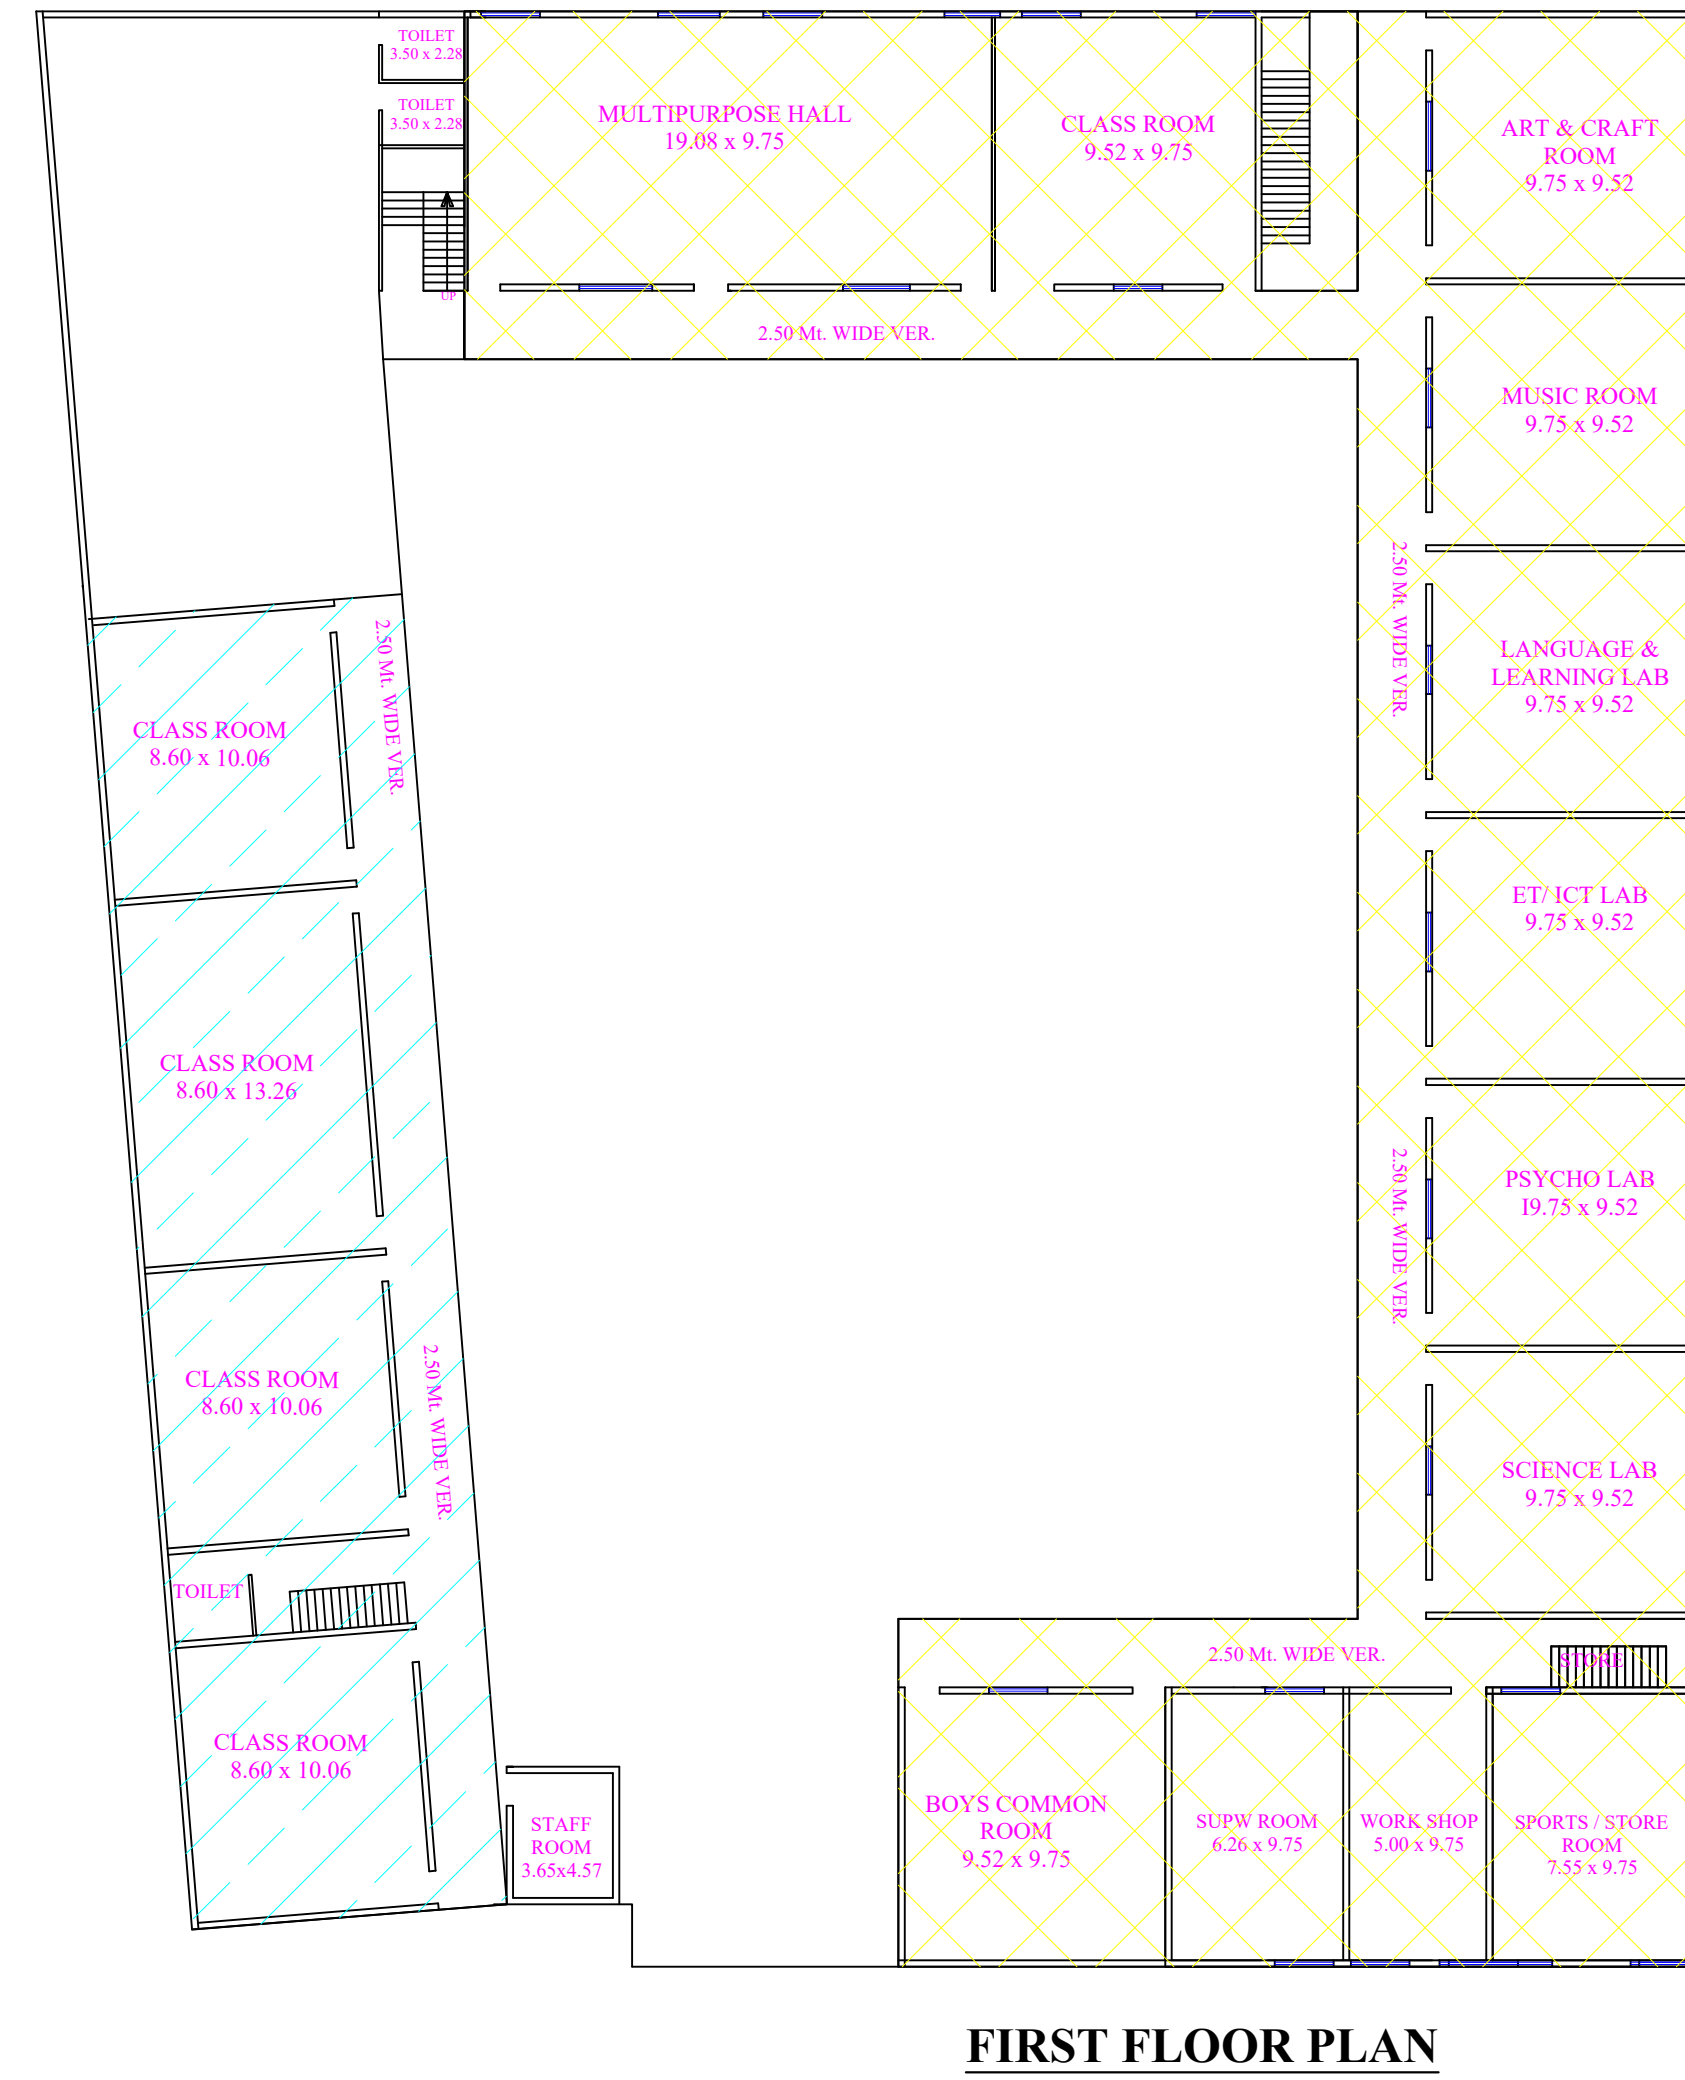 TOILET
3.50 x 2.28
TOILET
3.50 x 2.28
UP
MULTIPURPOSE HALL
19.08 x 9.75
CLASS ROOM
9.52 x 9.75
2.50 Mt. WIDE VER.
ART & CRAFT
ROOM
9.75 x 9.52
MUSIC ROOM
9.75 x 9.52
2.50 Mt. WIDE VER.
LANGUAGE &
LEARNING LAB
9.75 x 9.52
ET/ ICT LAB
9.75 x 9.52
2.50 Mt. WIDE VER.
PSYCHO LAB
I9.75 x 9.52
SCIENCE LAB
9.75 x 9.52
2.50 Mt. WIDE VER.
CLASS ROOM
8.60 x 10.06
CLASS ROOM
8.60 x 13.26
2.50 Mt. WIDE VER.
CLASS ROOM
8.60 x 10.06
TOILET
CLASS ROOM
8.60 x 10.06
STAFF
ROOM
3.65x4.57
2.50 Mt. WIDE VER.
STORE
BOYS COMMON
ROOM
9.52 x 9.75
SUPW ROOM
6.26 x 9.75
WORK SHOP
5.00 x 9.75
SPORTS / STORE
ROOM
7.55 x 9.75
FIRST FLOOR PLAN